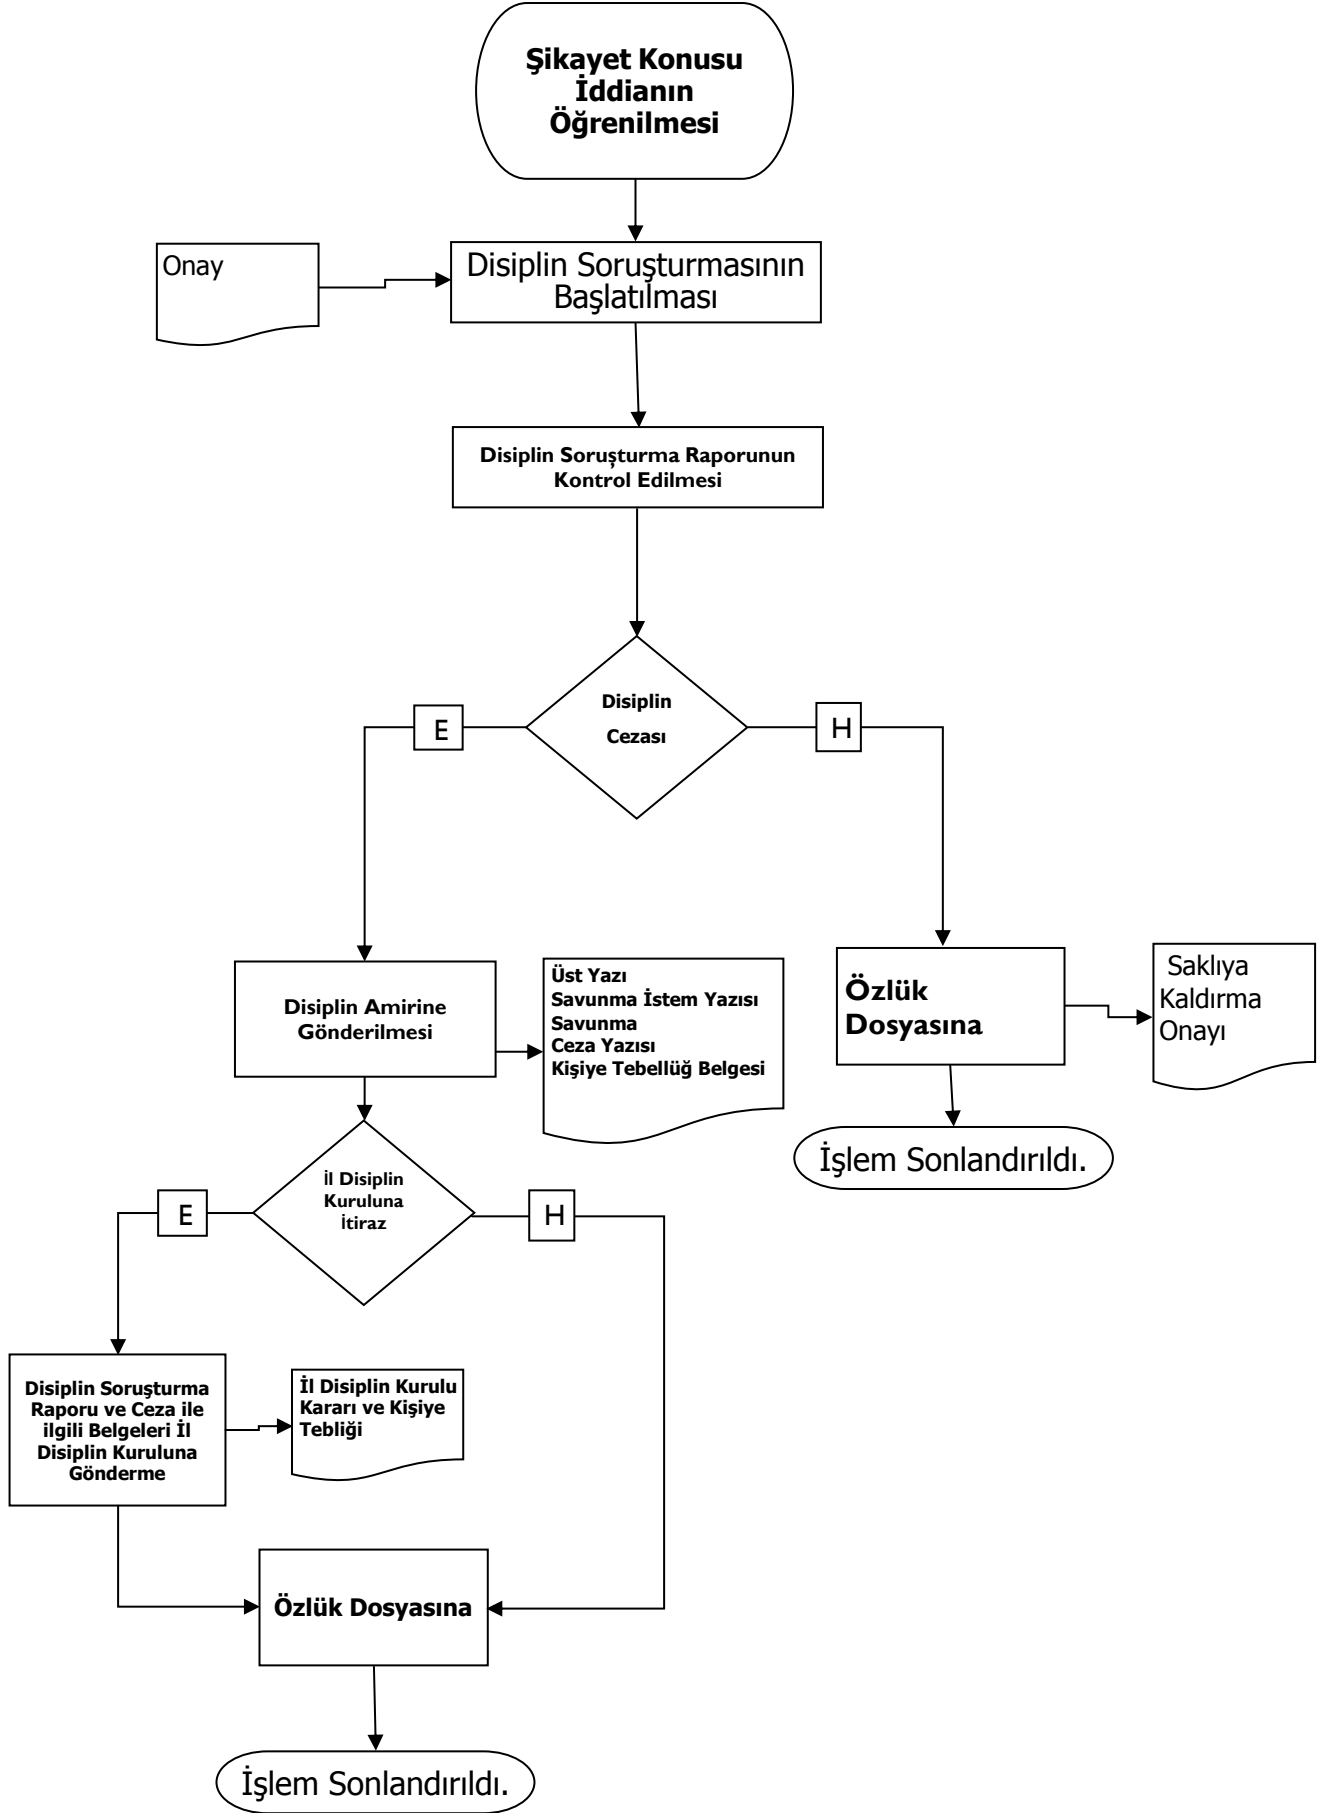 Şikayet Konusu
İddianın
Öğrenilmesi
Onay
Disiplin Soruşturmasının
Başlatılması
Disiplin Soruşturma Raporunun
Kontrol Edilmesi
Disiplin
Cezası
E
H
Disiplin Amirine
Gönderilmesi
Üst Yazı
Savunma İstem Yazısı
Savunma
Ceza Yazısı
Kişiye Tebellüğ Belgesi
Özlük
Dosyasına
Saklıya
Kaldırma
Onayı
İşlem Sonlandırıldı.
İl Disiplin
Kuruluna
İtiraz
E
H
Disiplin Soruşturma
Raporu ve Ceza ile
ilgili Belgeleri İl
Disiplin Kuruluna
Gönderme
İl Disiplin Kurulu
Kararı ve Kişiye
Tebliği
Özlük Dosyasına
İşlem Sonlandırıldı.